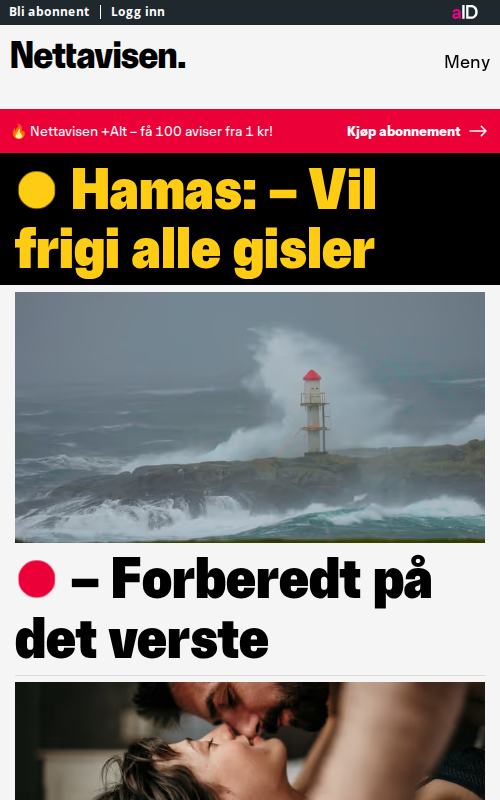 Bli abonnent | Logg inn aID
Nettavisen.
Meny
🔥 Nettavisen +Alt – få 100 aviser fra 1 kr! Kjøp abonnement →
Hamas: – Vil
frigi alle gisler
– Forberedt på
det verste